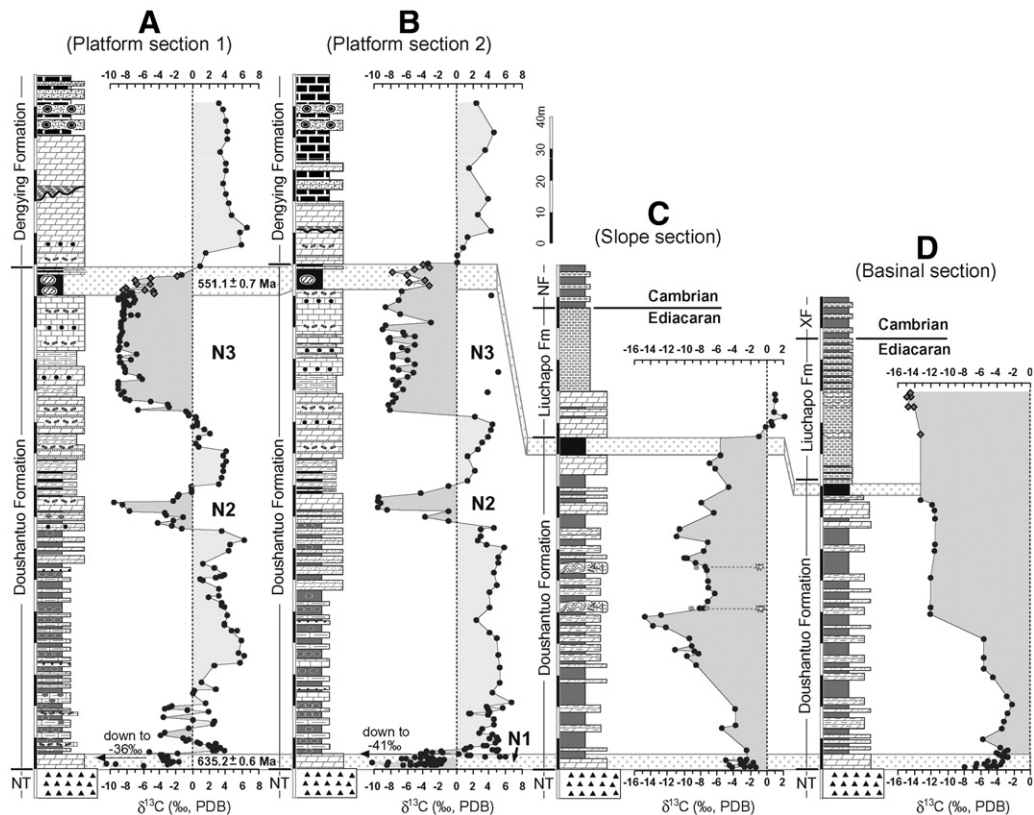 A
(Platform section 1)
-10 -8 -6 -4 -2 0 2 4 6 8
Dengying Formation
Doushantuo Formation
NT
551.1 ± 0.7 Ma
N3
N2
down to
-36‰
635.2 ± 0.6 Ma
-10 -8 -6 -4 -2 0 2 4 6 8
δ13C (‰, PDB)
B
(Platform section 2)
-10 -8 -6 -4 -2 0 2 4 6 8
Dengying Formation
Doushantuo Formation
NT
N3
N2
down to
-41‰
N1
-10 -8 -6 -4 -2 0 2 4 6 8
δ13C (‰, PDB)
40m
30
20
10
0
C
(Slope section)
NF
Cambrian
Ediacaran
Liuchapo Fm
Doushantuo Formation
NT
-16 -14 -12 -10 -8 -6 -4 -2 0 2
-16 -14 -12 -10 -8 -6 -4 -2 0 2
δ13C (‰, PDB)
D
(Basinal section)
XF
Cambrian
Ediacaran
Liuchapo Fm
Doushantuo Formation
NT
-16 -14 -12 -10 -8 -6 -4 -2 0
-16 -14 -12 -10 -8 -6 -4 -2 0
δ13C (‰, PDB)